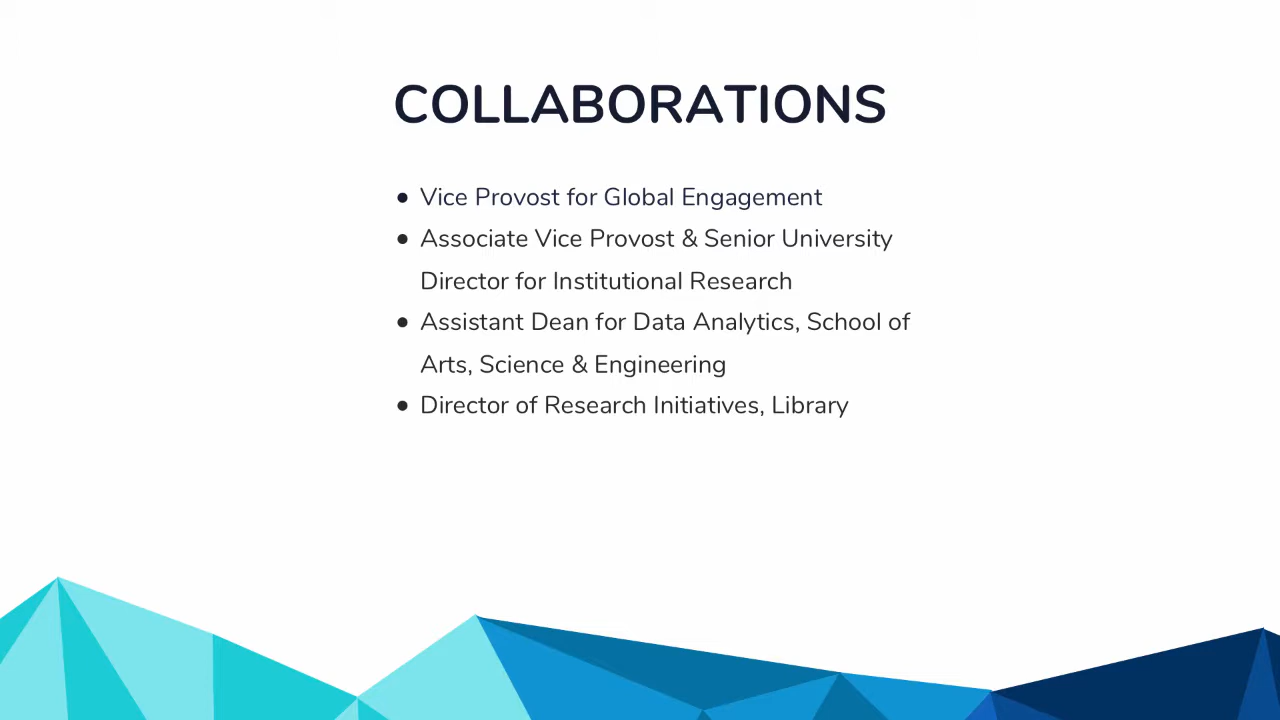 COLLABORATIONS
● Vice Provost for Global Engagement
● Associate Vice Provost & Senior University
Director for Institutional Research
● Assistant Dean for Data Analytics, School of
Arts, Science & Engineering
● Director of Research Initiatives, Library